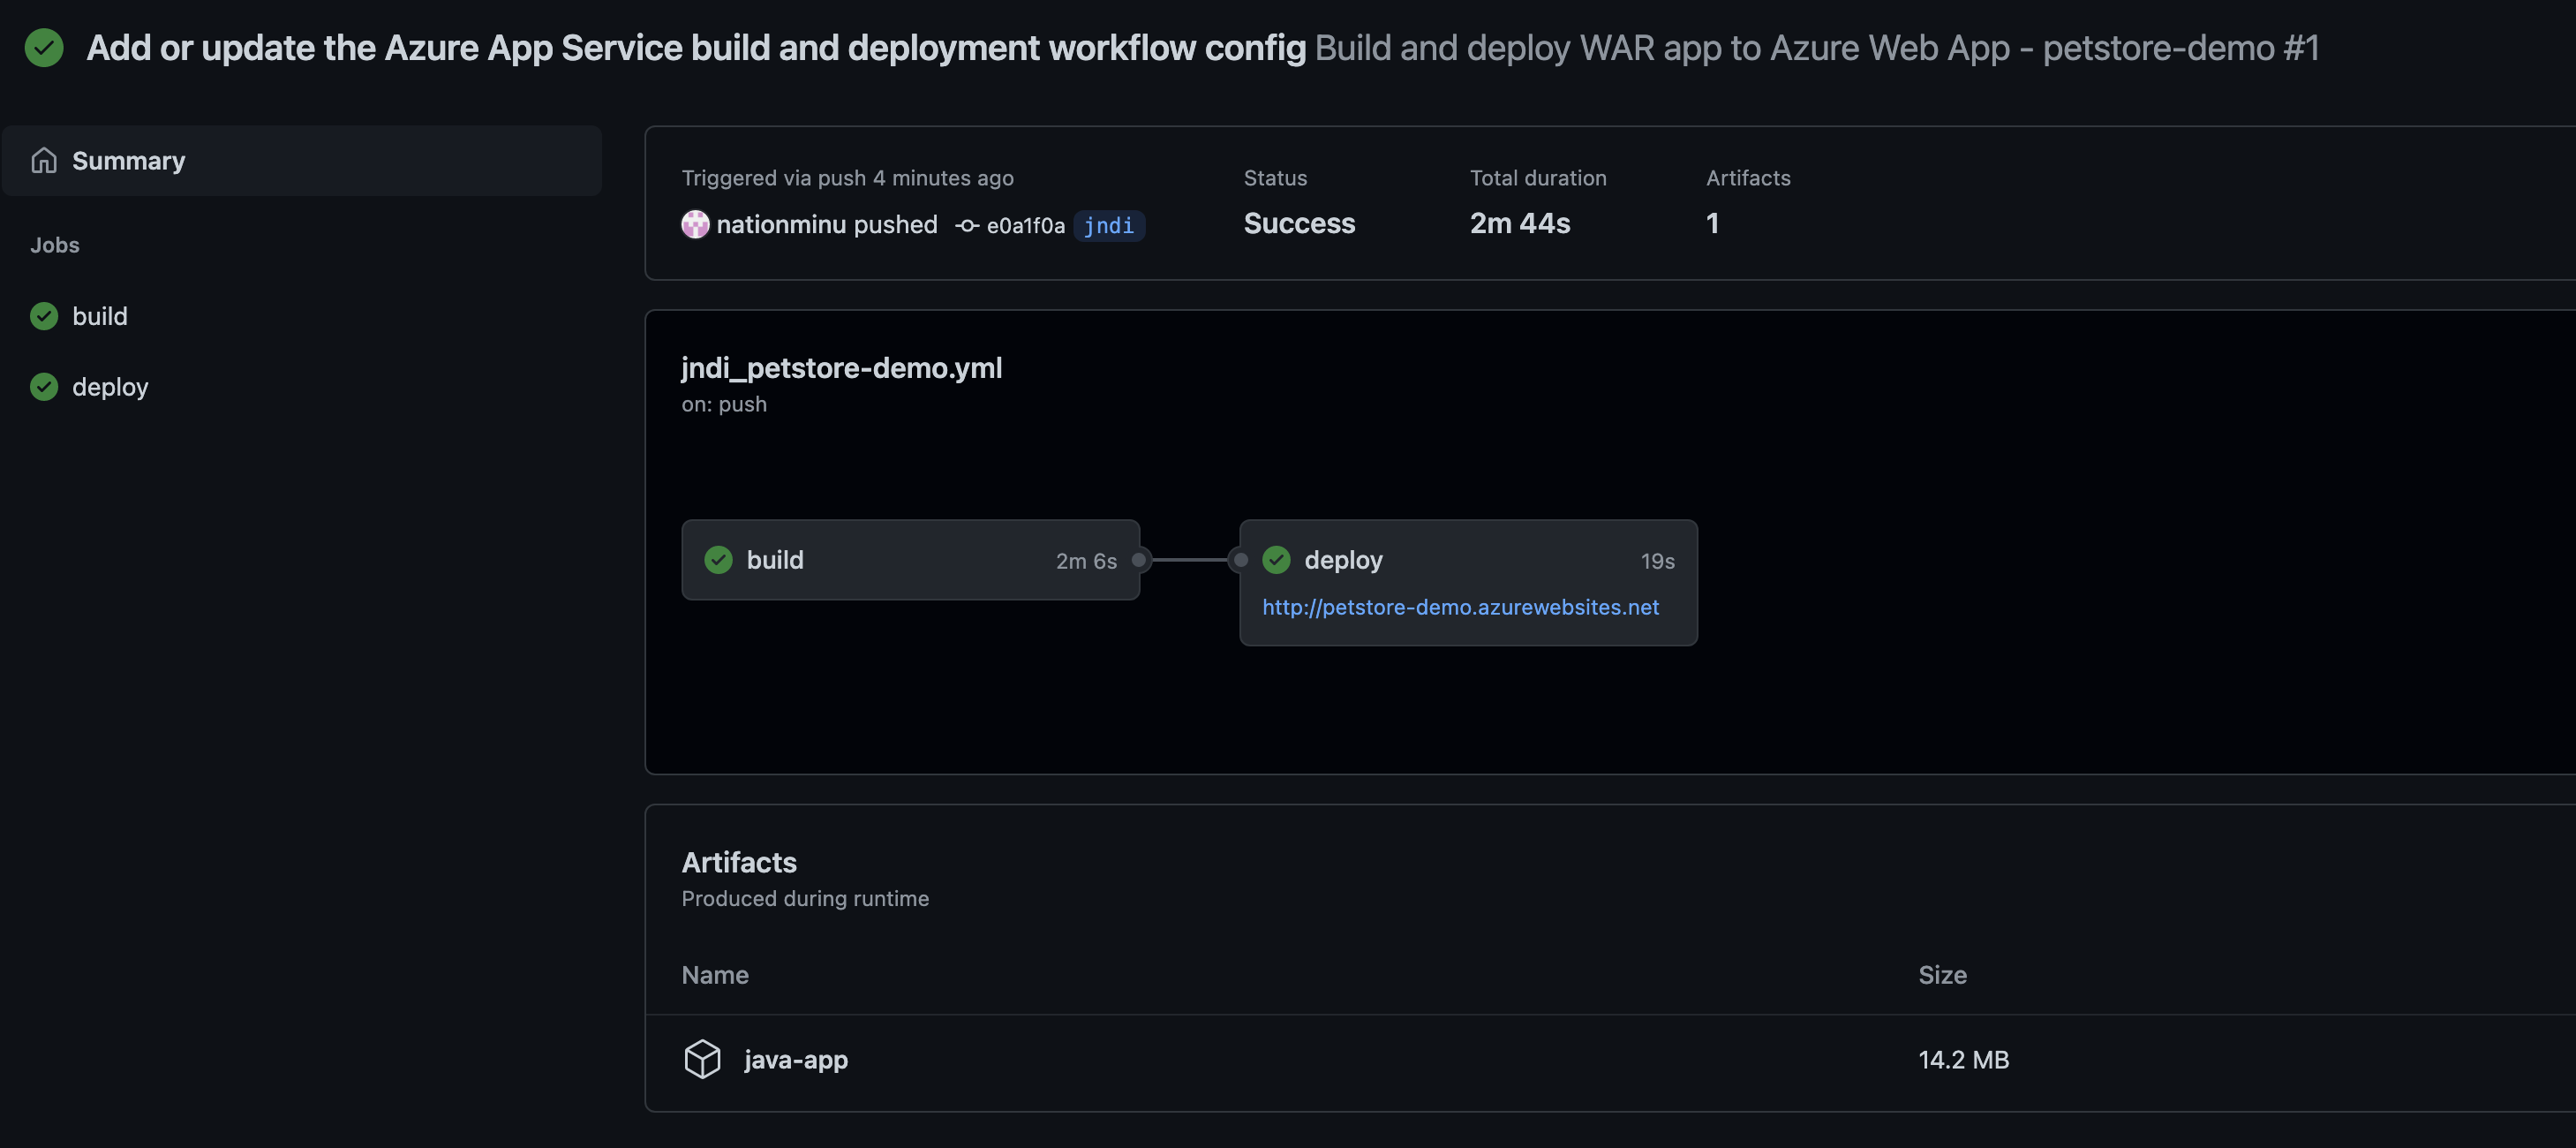 Add or update the Azure App Service build and deployment workflow config Build and deploy WAR app to Azure Web App - petstore-demo #1
Summary
Jobs
build
deploy
Triggered via push 4 minutes ago
nationminu pushed e0a1f0a jndi
Status
Success
Total duration
2m 44s
Artifacts
1
jndi_petstore-demo.yml
on: push
build 2m 6s
deploy 19s
http://petstore-demo.azurewebsites.net
Artifacts
Produced during runtime
Name Size
java-app 14.2 MB